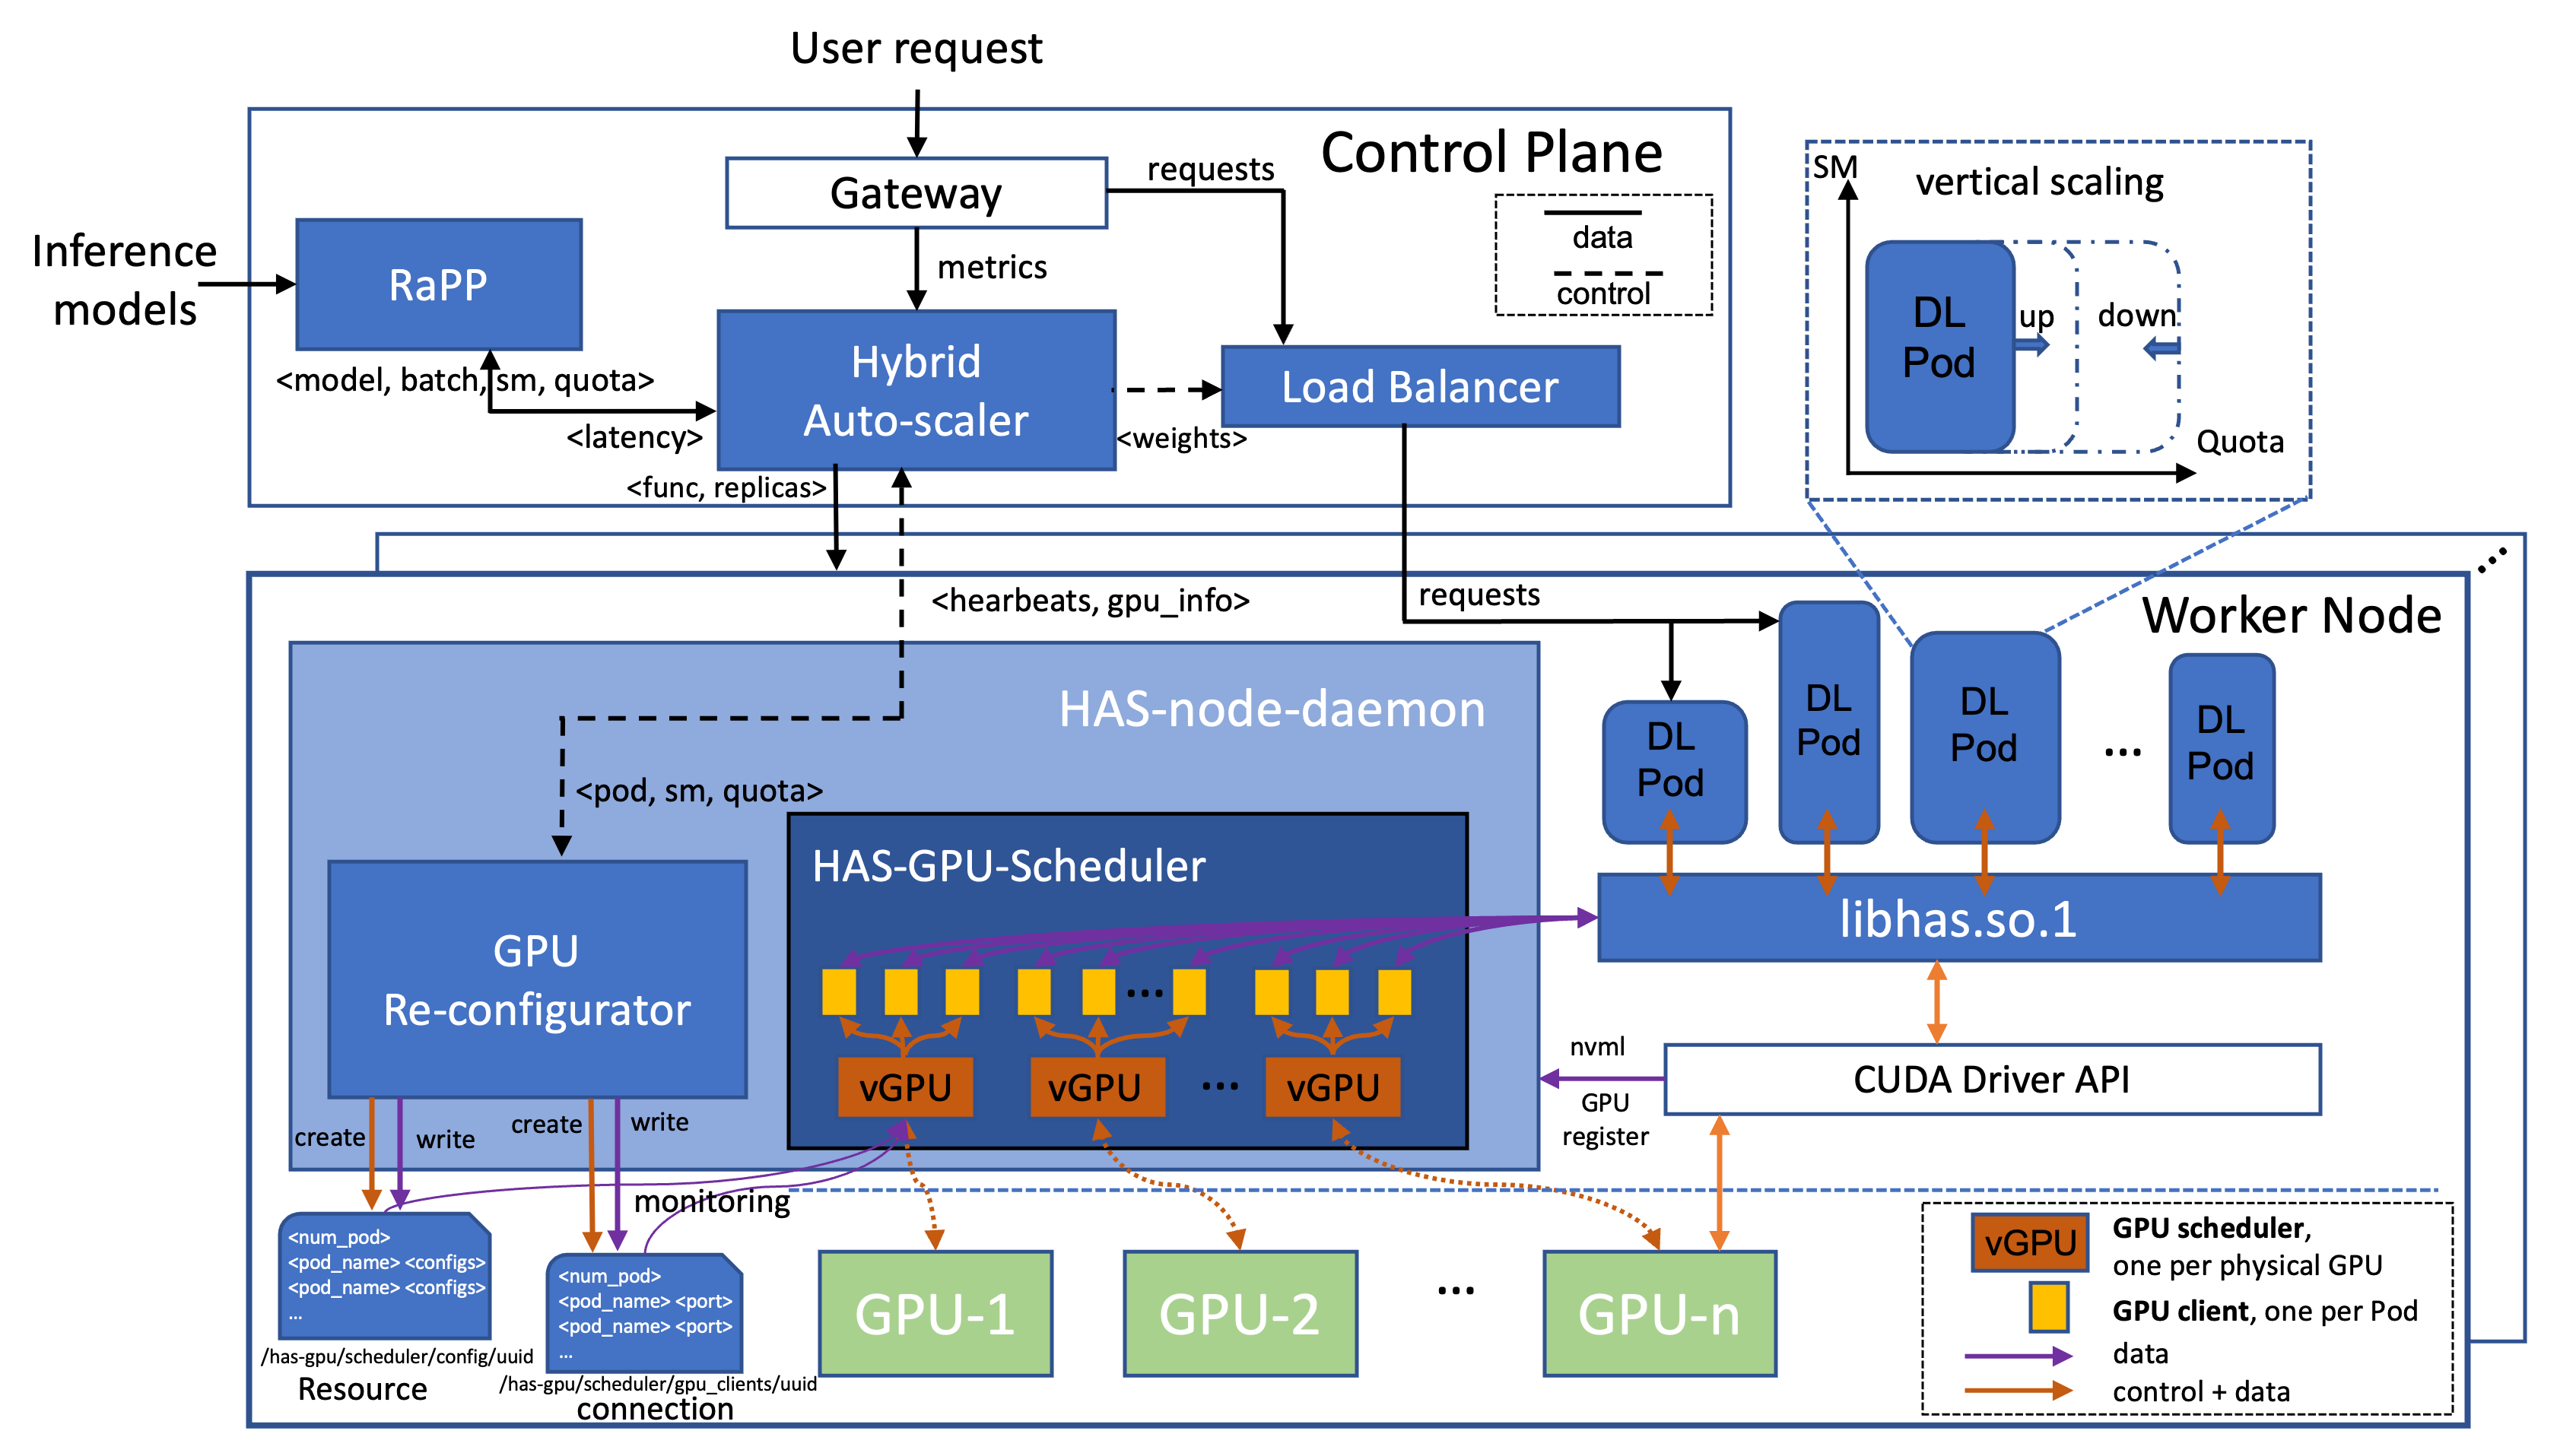 User request
Control Plane
Gateway
requests
data
control
metrics
Inference
models
RaPP
<model, batch, sm, quota>
<latency>
Hybrid
Auto-scaler
<weights>
Load Balancer
<func, replicas>
SM
vertical scaling
DL
Pod
up
down
Quota
<hearbeats, gpu_info>
requests
Worker Node
HAS-node-daemon
<pod, sm, quota>
DL
Pod
DL
Pod
DL
Pod
...
DL
Pod
HAS-GPU-Scheduler
GPU
Re-configurator
libhas.so.1
...
vGPU
vGPU
...
vGPU
nvml
GPU
register
CUDA Driver API
create
write
create
write
monitoring
<num_pod>
<pod_name> <configs>
<pod_name> <configs>
...
/has-gpu/scheduler/config/uuid
Resource
<num_pod>
<pod_name> <port>
<pod_name> <port>
...
/has-gpu/scheduler/gpu_clients/uuid
connection
GPU-1
GPU-2
...
GPU-n
vGPU
GPU scheduler,
one per physical GPU
GPU client, one per Pod
data
control + data